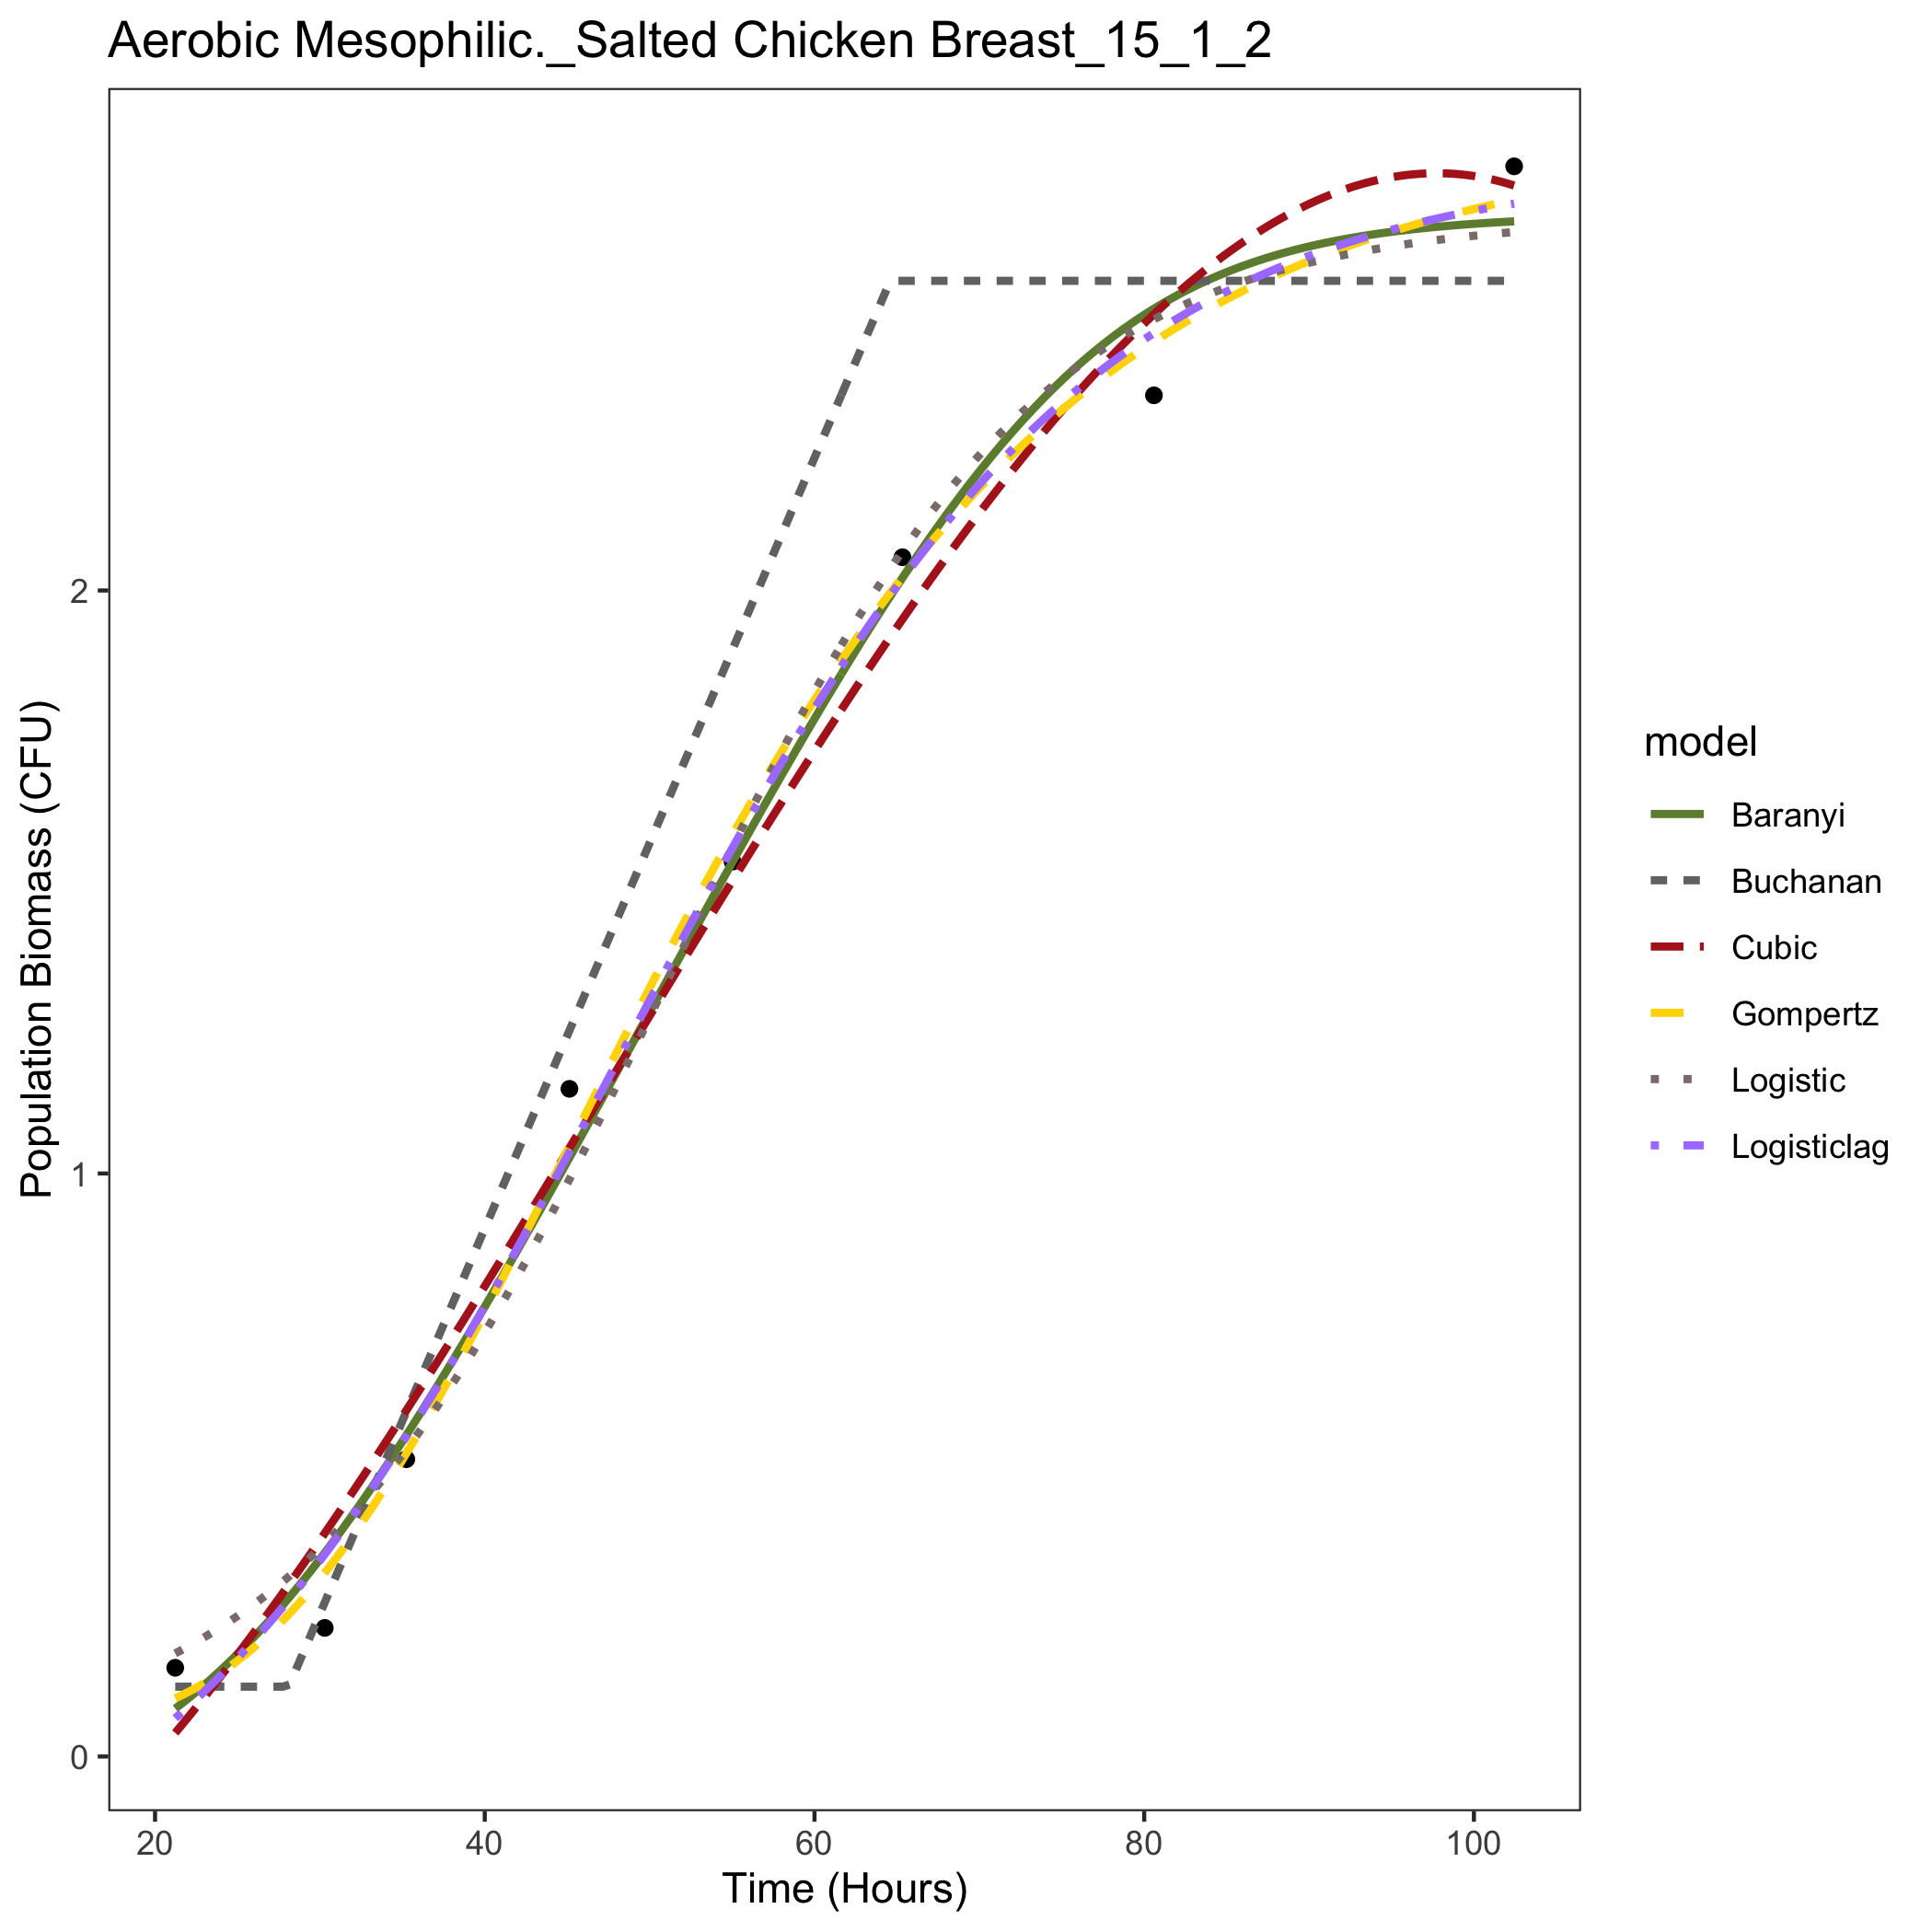 Aerobic Mesophilic._Salted Chicken Breast_15_1_2
Population Biomass (CFU)
2
1
0
20 40 60 80 100
Time (Hours)
model
Baranyi
Buchanan
Cubic
Gompertz
Logistic
Logisticlag